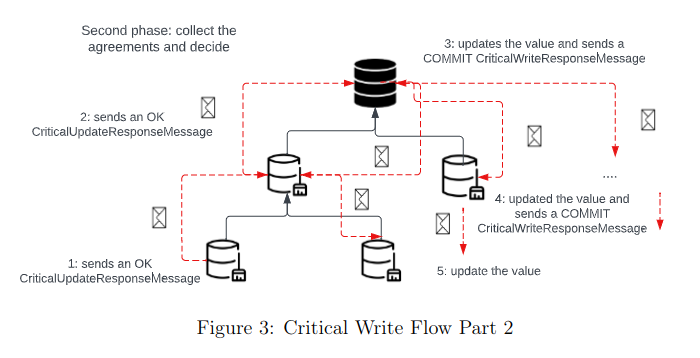 Second phase: collect the
agreements and decide
3: updates the value and sends a
COMMIT CriticalWriteResponseMessage
2: sends an OK
CriticalUpdateResponseMessage
....
4: updated the value and
sends a COMMIT
CriticalWriteResponseMessage
1: sends an OK
CriticalUpdateResponseMessage
5: update the value
Figure 3: Critical Write Flow Part 2